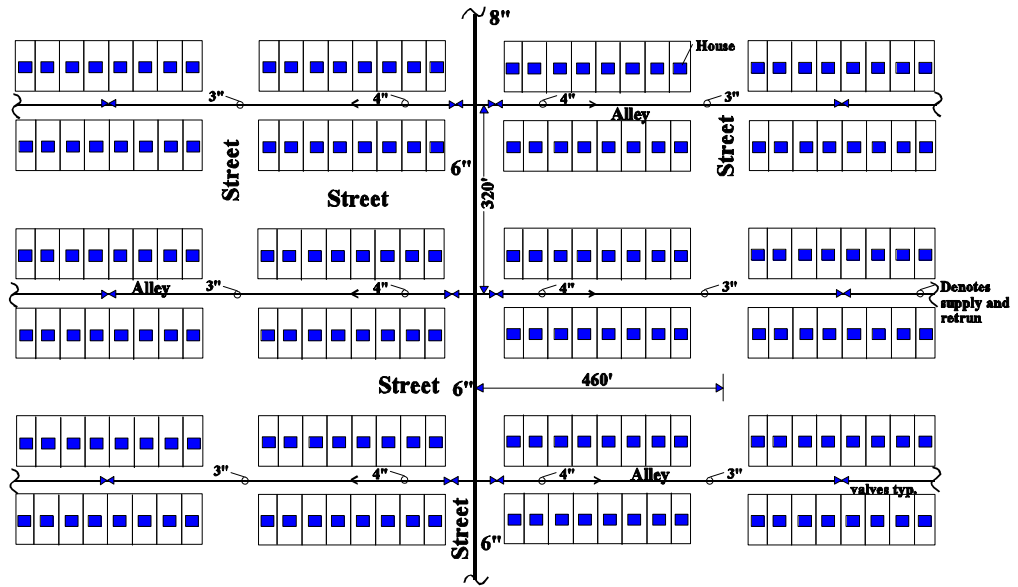 8"
House
3"
4"
4"
3"
Alley
Street
6"
320'
Street
Street
Alley
3"
4"
4"
3"
Denotes
supply and
retrun
Street
6"
460'
3"
4"
4"
Alley
3"
valves typ.
Street
6"